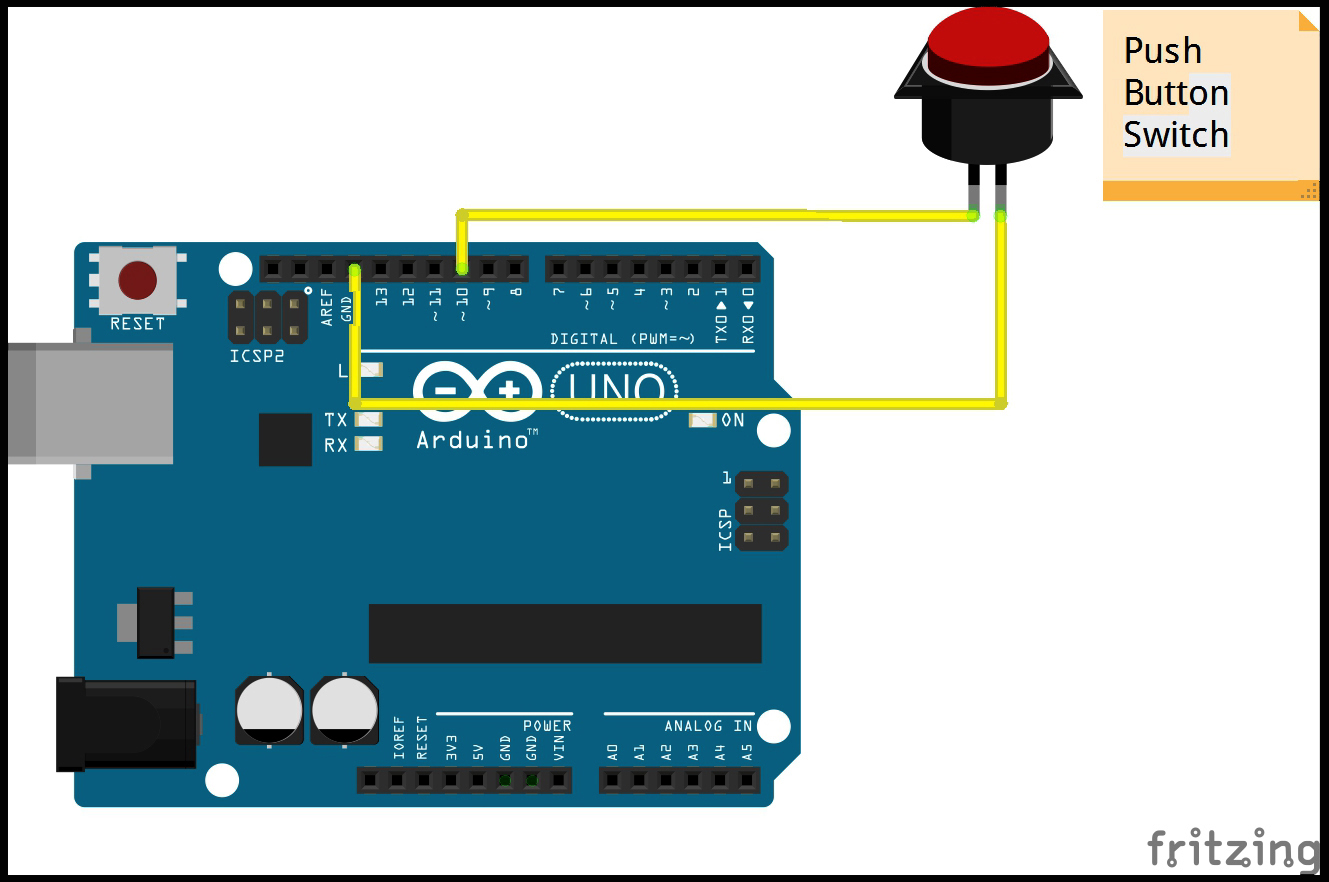 Push
Button
Switch
RESET
ICSP2
AREF
GND
13
12
~11
~10
~9
8
7
~6
~5
4
~3
2
TX0▶1
RX0◀0
DIGITAL (PWM=~)
L
UNO
TX
RX
ON
Arduino™
1
ICSP
POWER
ANALOG IN
IOREF
RESET
3V3
5V
GND
GND
VIN
A0
A1
A2
A3
A4
A5
fritzing